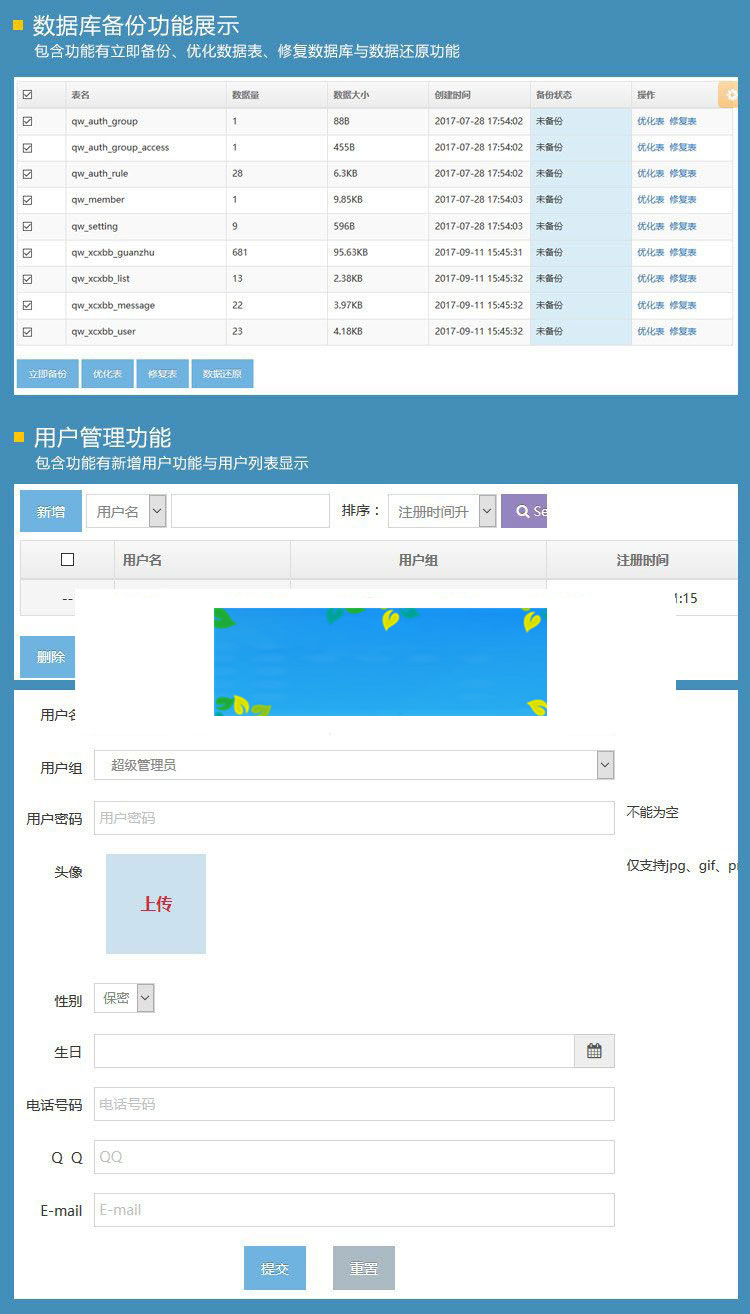 数据库备份功能展示
包含功能有立即备份、优化数据表、修复数据库与数据还原功能
表名 数据量 数据大小 创建时间 备份状态 操作
qw_auth_group 1 88B 2017-07-28 17:54:02 未备份 优化表 修复表
qw_auth_group_access 1 455B 2017-07-28 17:54:02 未备份 优化表 修复表
qw_auth_rule 28 6.3KB 2017-07-28 17:54:02 未备份 优化表 修复表
qw_member 1 9.85KB 2017-07-28 17:54:03 未备份 优化表 修复表
qw_setting 9 596B 2017-07-28 17:54:03 未备份 优化表 修复表
qw_xcxbb_guanzhu 681 95.63KB 2017-09-11 15:45:31 未备份 优化表 修复表
qw_xcxbb_list 13 2.38KB 2017-09-11 15:45:32 未备份 优化表 修复表
qw_xcxbb_message 22 3.97KB 2017-09-11 15:45:32 未备份 优化表 修复表
qw_xcxbb_user 23 4.18KB 2017-09-11 15:45:32 未备份 优化表 修复表
立即备份 优化表 修复表 数据还原
用户管理功能
包含功能有新增用户功能与用户列表显示
新增 用户名 排序： 注册时间升 Se
用户名 用户组 注册时间
-- :15
删除
用户名
用户组 超级管理员
用户密码 用户密码 不能为空
头像 上传 仅支持jpg、gif、p
性别 保密
生日
电话号码 电话号码
Q Q QQ
E-mail E-mail
提交 重置